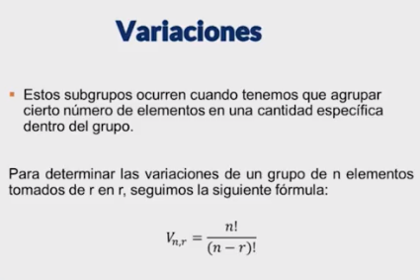 Variaciones
▪ Estos subgrupos ocurren cuando tenemos que agrupar
cierto número de elementos en una cantidad específica
dentro del grupo.
Para determinar las variaciones de un grupo de n elementos
tomados de r en r, seguimos la siguiente fórmula:
V_{n,r} = \frac{n!}{(n-r)!}